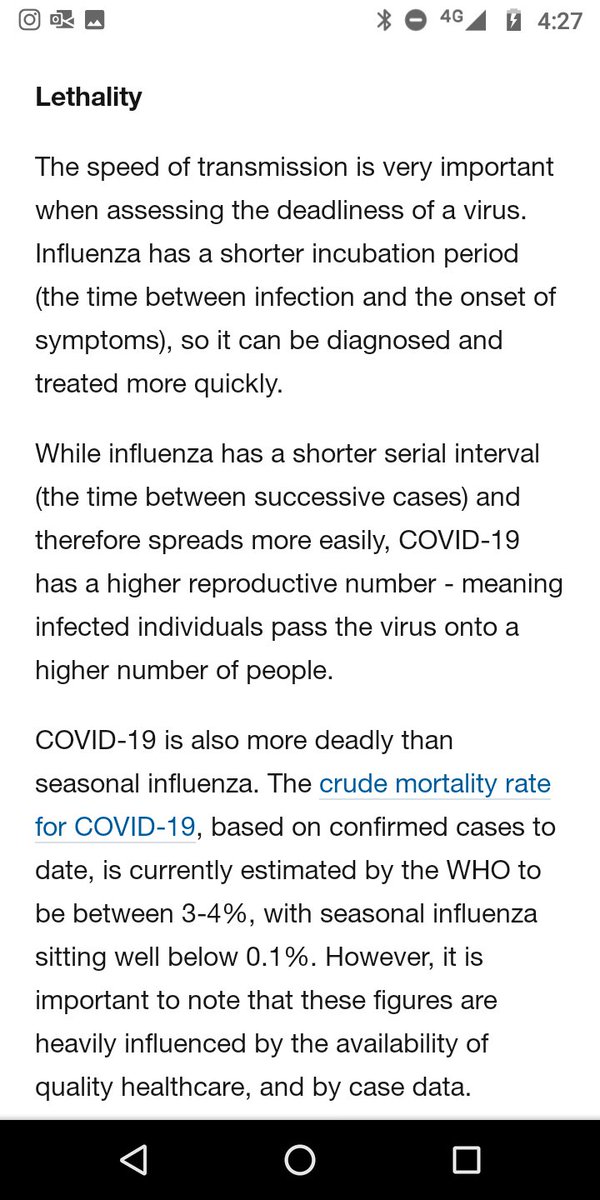 4G 4:27
Lethality
The speed of transmission is very important
when assessing the deadliness of a virus.
Influenza has a shorter incubation period
(the time between infection and the onset of
symptoms), so it can be diagnosed and
treated more quickly.
While influenza has a shorter serial interval
(the time between successive cases) and
therefore spreads more easily, COVID-19
has a higher reproductive number - meaning
infected individuals pass the virus onto a
higher number of people.
COVID-19 is also more deadly than
seasonal influenza. The crude mortality rate
for COVID-19, based on confirmed cases to
date, is currently estimated by the WHO to
be between 3-4%, with seasonal influenza
sitting well below 0.1%. However, it is
important to note that these figures are
heavily influenced by the availability of
quality healthcare, and by case data.